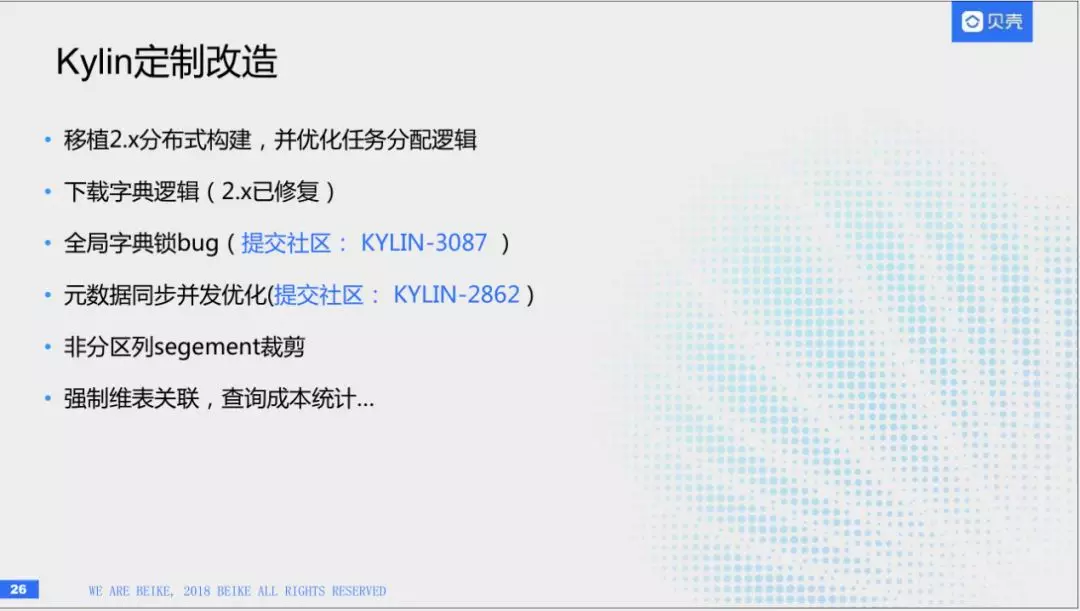 贝壳
Kylin定制改造
• 移植2.x分布式构建，并优化任务分配逻辑
• 下载字典逻辑（2.x已修复）
• 全局字典锁bug（提交社区： KYLIN-3087 ）
• 元数据同步并发优化(提交社区： KYLIN-2862 )
• 非分区列segement裁剪
• 强制维表关联，查询成本统计...
26
WE ARE BEIKE, 2018 BEIKE ALL RIGHTS RESERVED